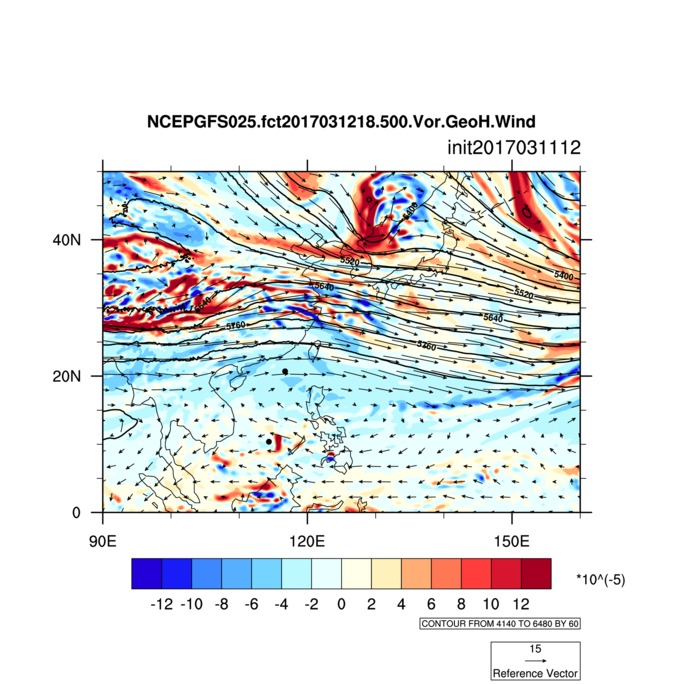 NCEPGFS025.fct2017031218.500.Vor.GeoH.Wind
init2017031112
5400
40N
5520
5400
5640
5520
5640
5640
5760
5760
20N
0
90E 120E 150E
-12 -10 -8 -6 -4 -2 0 2 4 6 8 10 12
*10^(-5)
CONTOUR FROM 4140 TO 6480 BY 60
15
Reference Vector